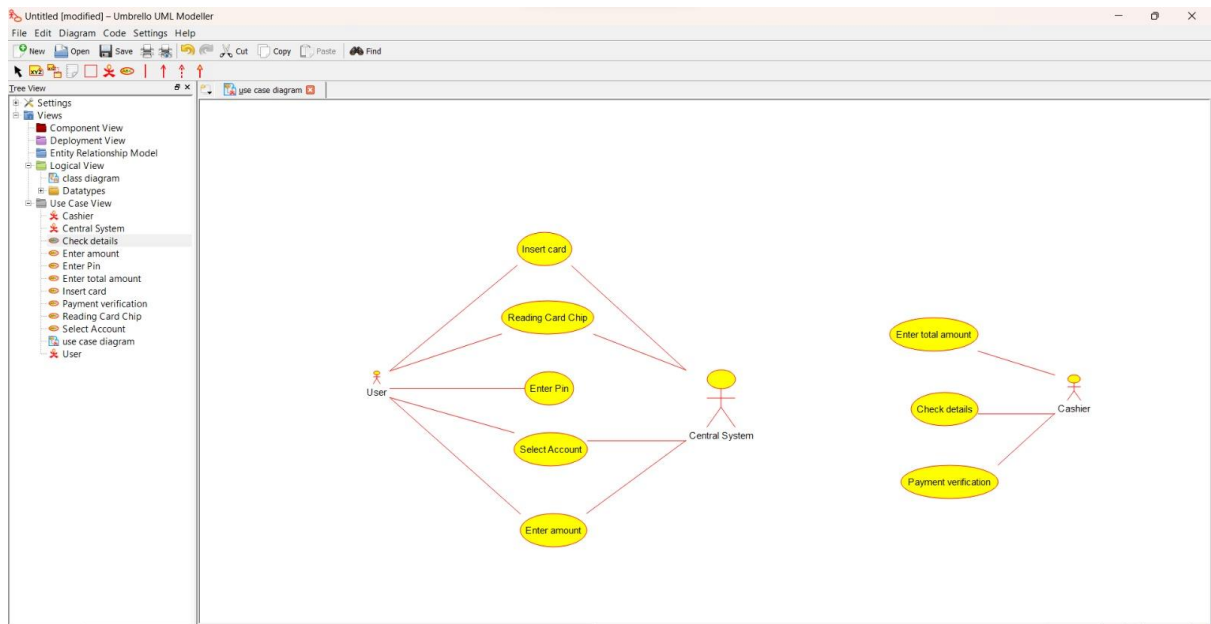 Untitled [modified] – Umbrello UML Modeller
File Edit Diagram Code Settings Help
New Open Save Cut Copy Paste Find
XYZ
Tree View
use case diagram
Settings
Views
Component View
Deployment View
Entity Relationship Model
Logical View
class diagram
Datatypes
Use Case View
Cashier
Central System
Check details
Enter amount
Enter Pin
Enter total amount
Insert card
Payment verification
Reading Card Chip
Select Account
use case diagram
User
Insert card
Reading Card Chip
Enter Pin
Select Account
Enter amount
User
Central System
Enter total amount
Check details
Payment verification
Cashier